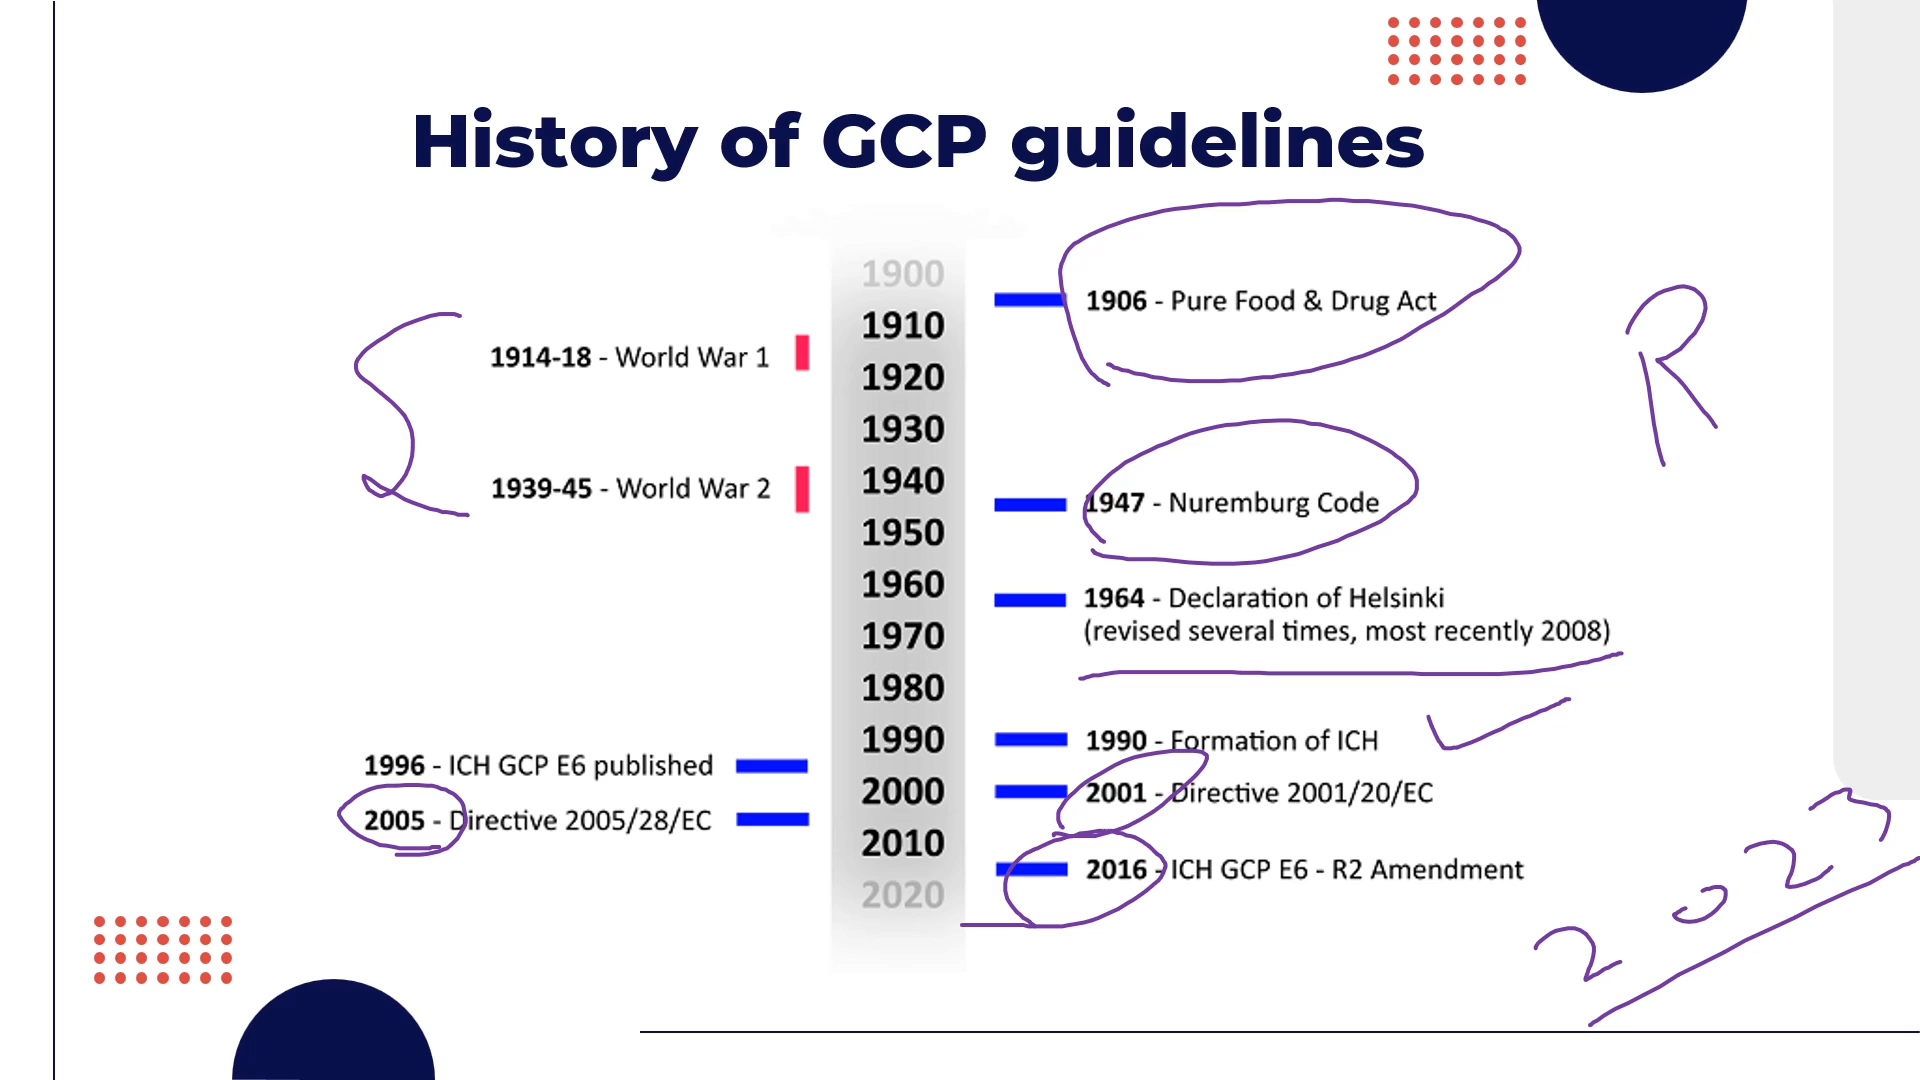 History of GCP guidelines
1900
1910
1920
1930
1940
1950
1960
1970
1980
1990
2000
2010
2020
1914-18 - World War 1
1939-45 - World War 2
1996 - ICH GCP E6 published
2005 - Directive 2005/28/EC
1906 - Pure Food & Drug Act
1947 - Nuremburg Code
1964 - Declaration of Helsinki
(revised several times, most recently 2008)
1990 - Formation of ICH
2001 - Directive 2001/20/EC
2016 - ICH GCP E6 - R2 Amendment
R